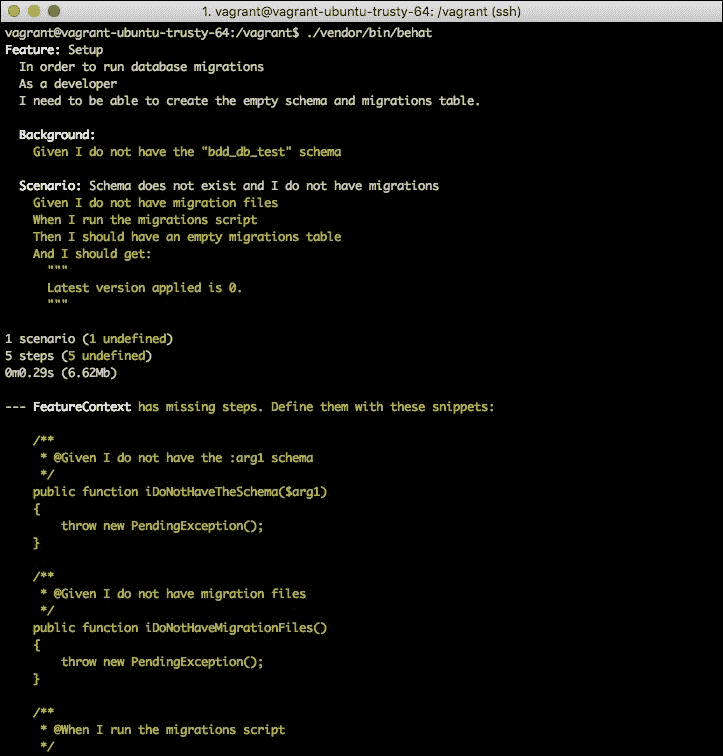 1. vagrant@vagrant-ubuntu-trusty-64: /vagrant (ssh)
vagrant@vagrant-ubuntu-trusty-64:/vagrant$ ./vendor/bin/behat
Feature: Setup
  In order to run database migrations
  As a developer
  I need to be able to create the empty schema and migrations table.

  Background:
    Given I do not have the "bdd_db_test" schema

  Scenario: Schema does not exist and I do not have migrations
    Given I do not have migration files
    When I run the migrations script
    Then I should have an empty migrations table
    And I should get:
      """
      Latest version applied is 0.
      """

1 scenario (1 undefined)
5 steps (5 undefined)
0m0.29s (6.62Mb)

--- FeatureContext has missing steps. Define them with these snippets:

    /**
     * @Given I do not have the :arg1 schema
     */
    public function iDoNotHaveTheSchema($arg1)
    {
        throw new PendingException();
    }

    /**
     * @Given I do not have migration files
     */
    public function iDoNotHaveMigrationFiles()
    {
        throw new PendingException();
    }

    /**
     * @When I run the migrations script
     */